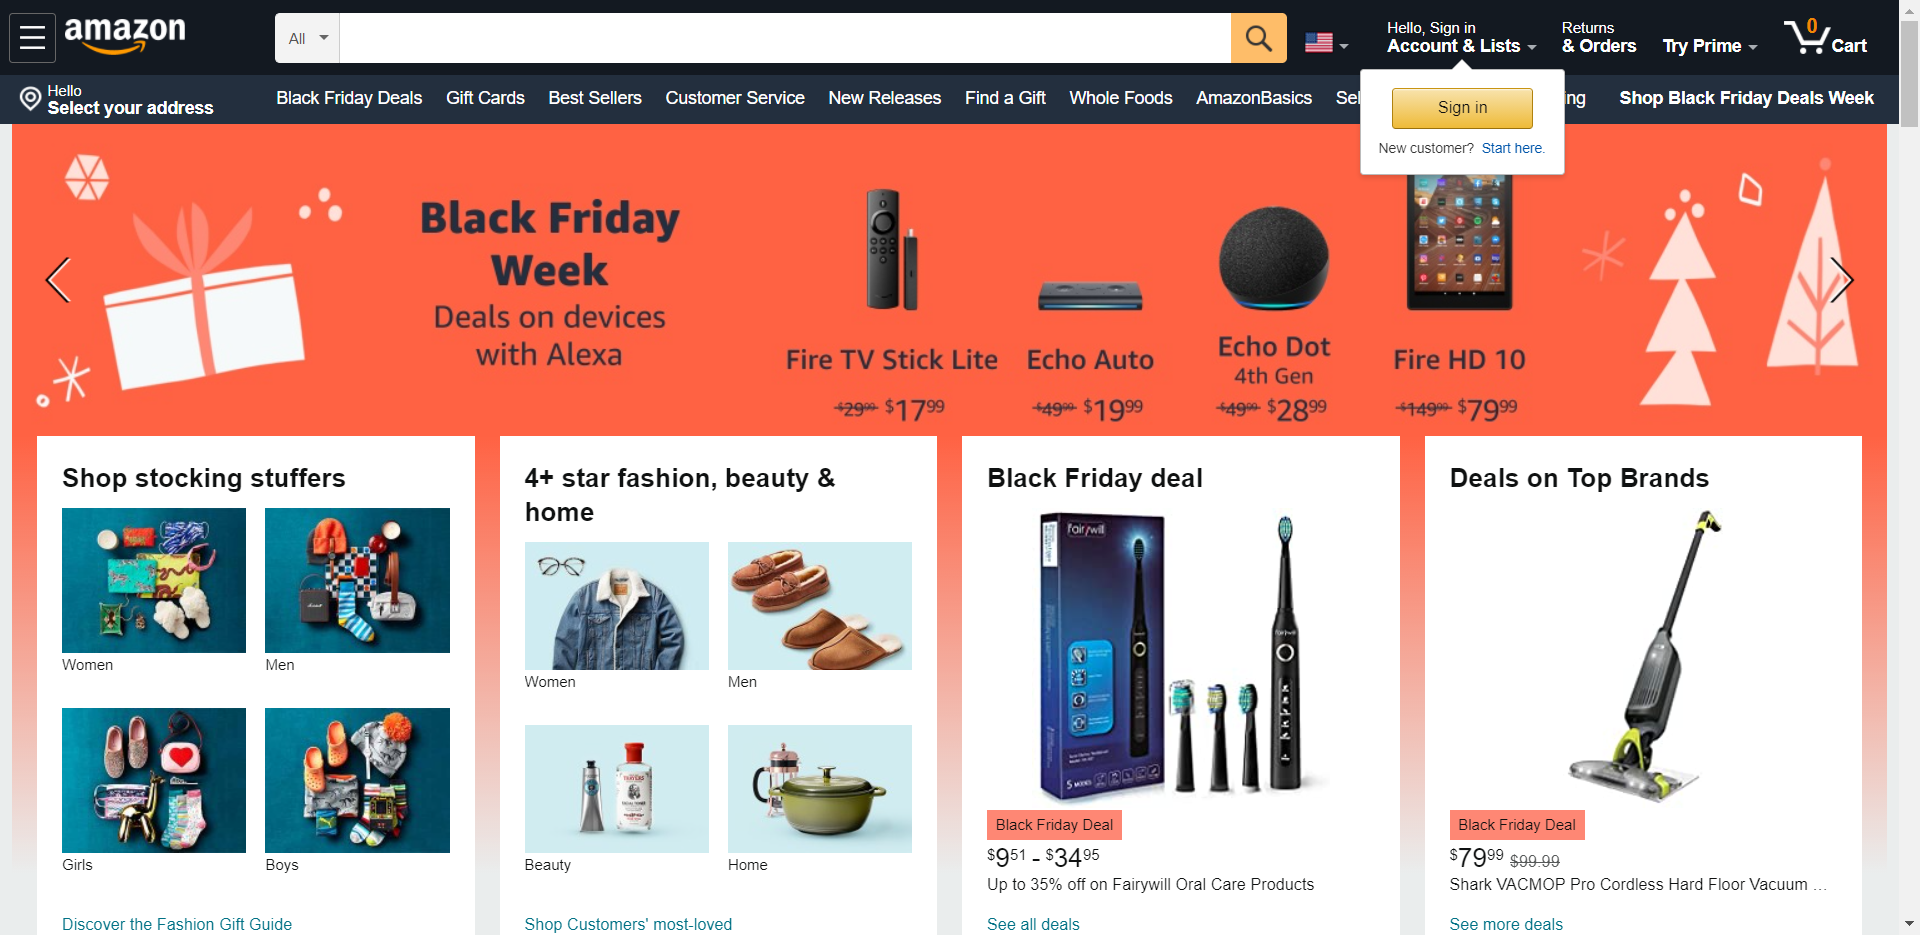 amazon
All
Hello, Sign in
Account & Lists
Returns
& Orders
Try Prime
0
Cart
Hello
Select your address
Black Friday Deals
Gift Cards
Best Sellers
Customer Service
New Releases
Find a Gift
Whole Foods
AmazonBasics
Sel
ing
Shop Black Friday Deals Week
Sign in
New customer? Start here.
Black Friday
Week
Deals on devices
with Alexa
Fire TV Stick Lite
$29.99 $17.99
Echo Auto
$49.99 $19.99
Echo Dot
4th Gen
$49.99 $28.99
Fire HD 10
$149.99 $79.99
Shop stocking stuffers
Women
Men
Girls
Boys
Discover the Fashion Gift Guide
4+ star fashion, beauty &
home
Women
Men
Beauty
Home
Shop Customers' most-loved
Black Friday deal
Fairywill
5 MODES
Black Friday Deal
$9.51 - $34.95
Up to 35% off on Fairywill Oral Care Products
See all deals
Deals on Top Brands
Black Friday Deal
$79.99 $99.99
Shark VACMOP Pro Cordless Hard Floor Vacuum ...
See more deals